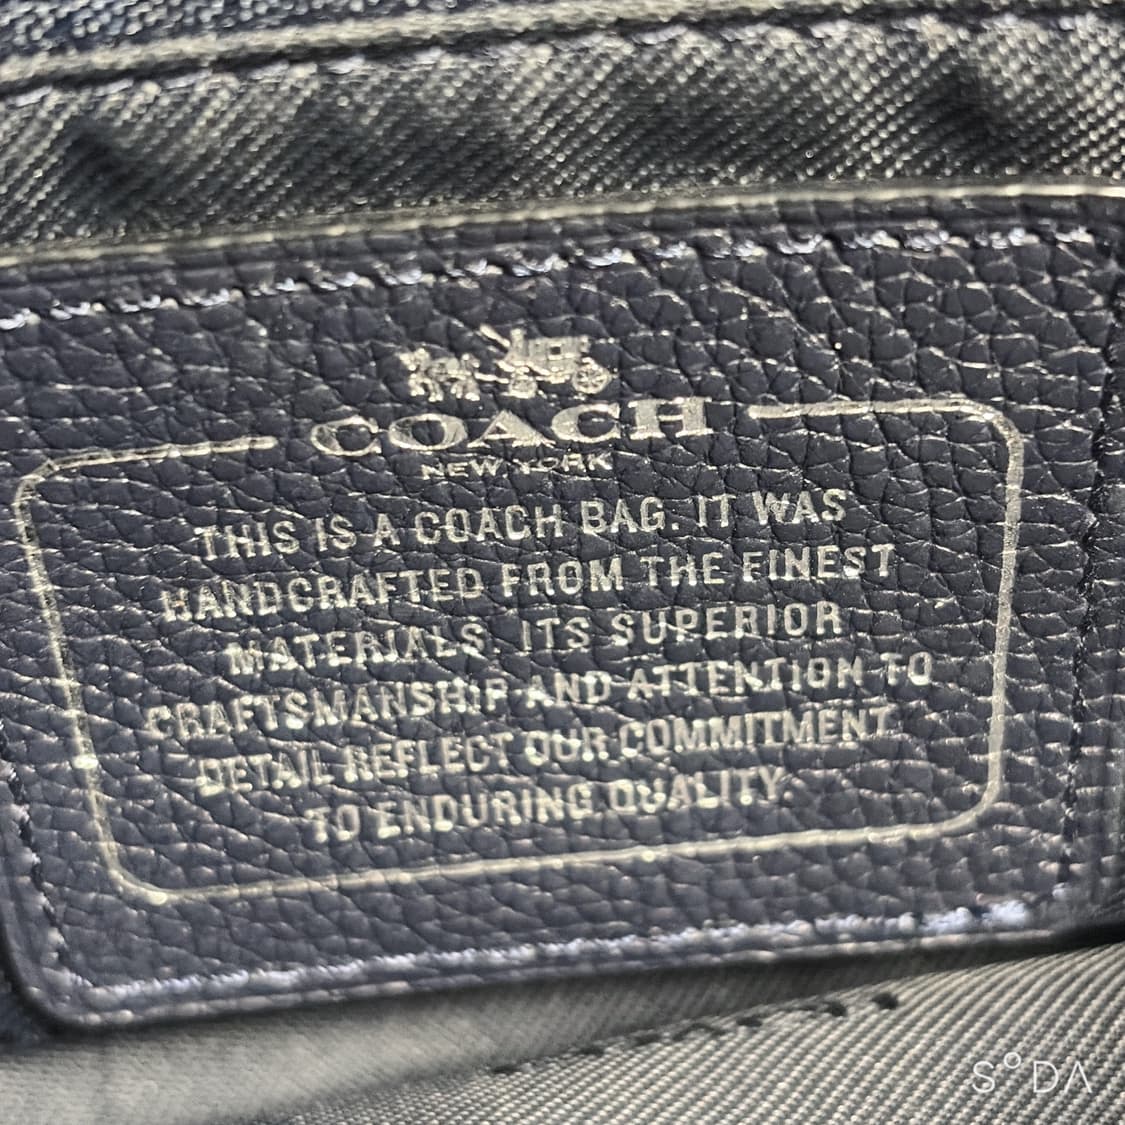 COACH
NEW YORK
THIS IS A COACH BAG. IT WAS
HANDCRAFTED FROM THE FINEST
MATERIALS. ITS SUPERIOR
CRAFTSMANSHIP AND ATTENTION TO
DETAIL REFLECT OUR COMMITMENT
TO ENDURING QUALITY.
S°DA